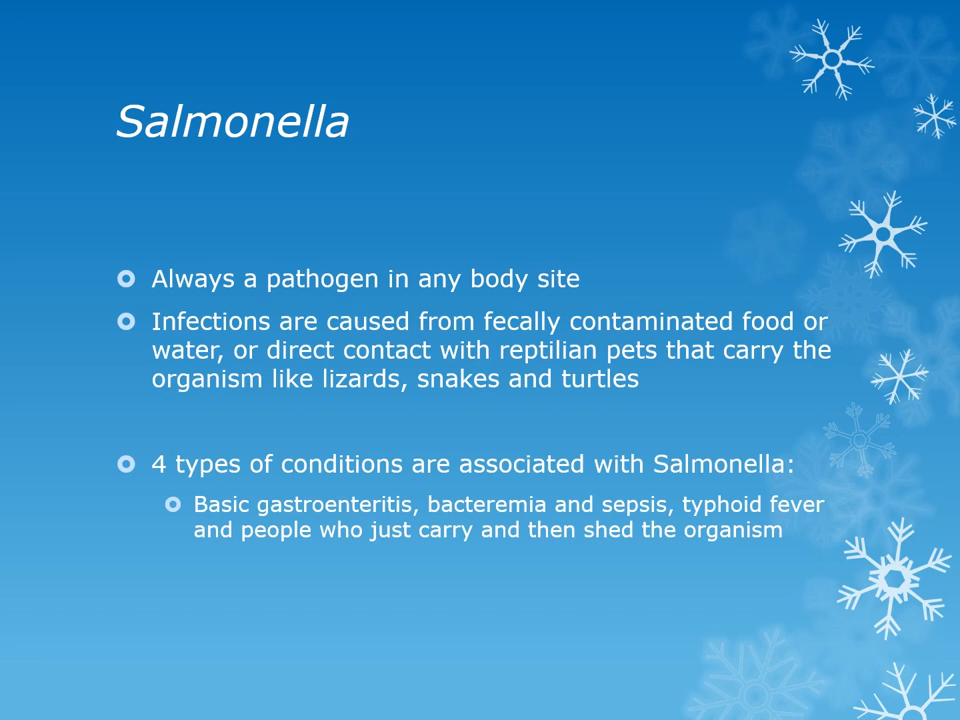 Salmonella
Always a pathogen in any body site
Infections are caused from fecally contaminated food or
water, or direct contact with reptilian pets that carry the
organism like lizards, snakes and turtles
4 types of conditions are associated with Salmonella:
Basic gastroenteritis, bacteremia and sepsis, typhoid fever
and people who just carry and then shed the organism